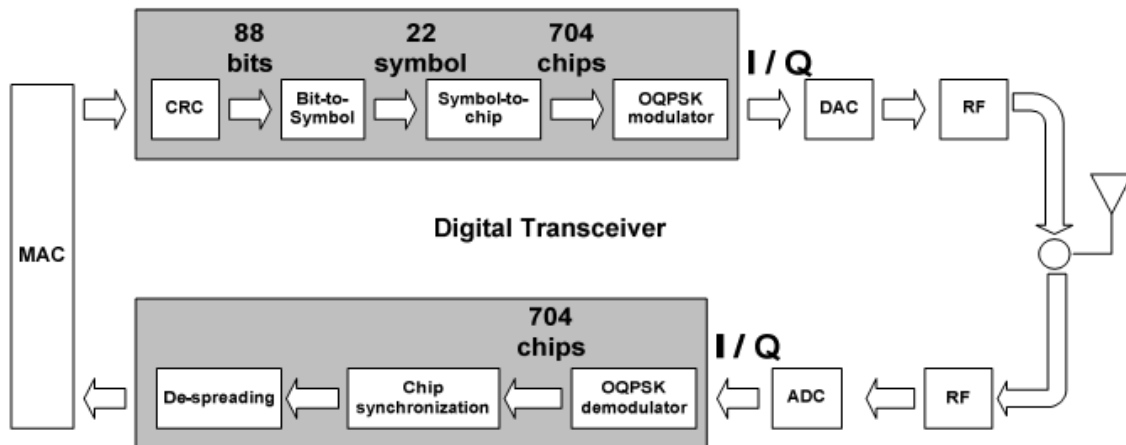 88
bits
22
symbol
704
chips
I / Q
MAC
CRC
Bit-to-
Symbol
Symbol-to-
chip
OQPSK
modulator
DAC
RF
Digital Transceiver
704
chips
I / Q
De-spreading
Chip
synchronization
OQPSK
demodulator
ADC
RF